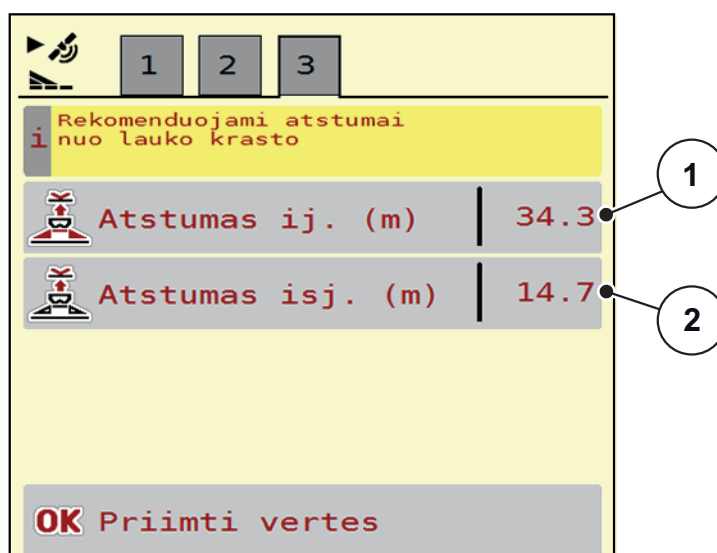 1 2 3
i Rekomenduojami atstumai
nuo lauko krasto
Atstumas ij. (m) 34.3
1
Atstumas isj. (m) 14.7
2
OK Priimti vertes